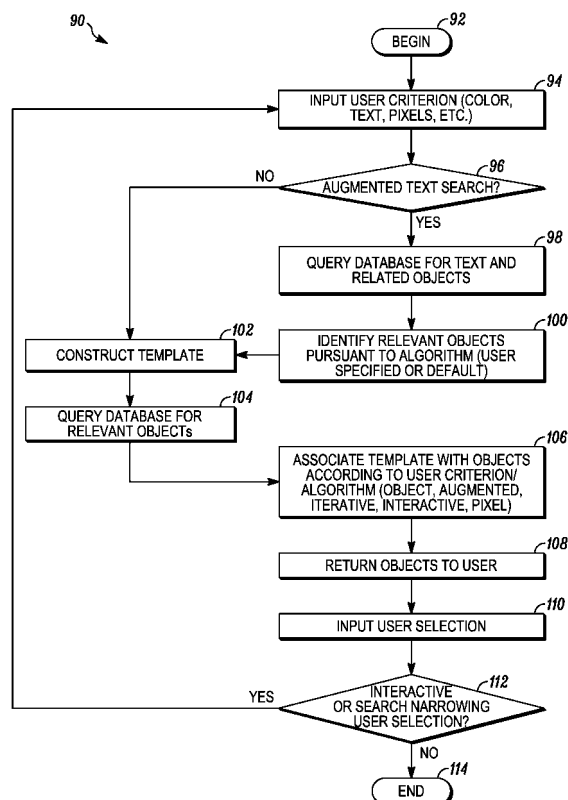 90
92
BEGIN
94
INPUT USER CRITERION (COLOR,
TEXT, PIXELS, ETC.)
96
AUGMENTED TEXT SEARCH?
NO
YES
98
QUERY DATABASE FOR TEXT AND
RELATED OBJECTS
100
IDENTIFY RELEVANT OBJECTS
PURSUANT TO ALGORITHM (USER
SPECIFIED OR DEFAULT)
102
CONSTRUCT TEMPLATE
104
QUERY DATABASE FOR
RELEVANT OBJECTs
106
ASSOCIATE TEMPLATE WITH OBJECTS
ACCORDING TO USER CRITERION/
ALGORITHM (OBJECT, AUGMENTED,
ITERATIVE, INTERACTIVE, PIXEL)
108
RETURN OBJECTS TO USER
110
INPUT USER SELECTION
112
INTERACTIVE
OR SEARCH NARROWING
USER SELECTION?
YES
NO
114
END